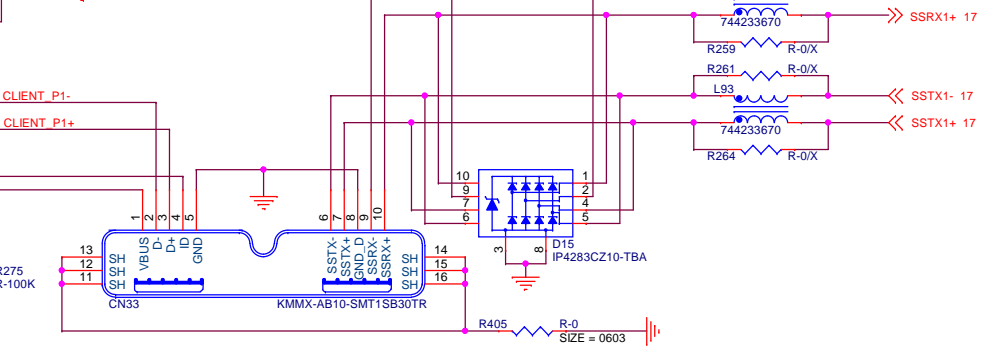 744233670
SSRX1+ 17
R259 R-0/X
R261 R-0/X
CLIENT_P1-
L93
SSTX1- 17
CLIENT_P1+
SSTX1+ 17
744233670
R264 R-0/X
10 1
9 2
7 4
6 5
3 8
D15
IP4283CZ10-TBA
1 2 3 4 5 6 7 8 9 10
VBUS D- D+ ID GND SSTX- SSTX+ GND_D SSRX- SSRX+
13 SH SH 14
12 SH SH 15
11 SH SH 16
R275
R-100K
CN33 KMMX-AB10-SMT1SB30TR
R405 R-0
SIZE = 0603